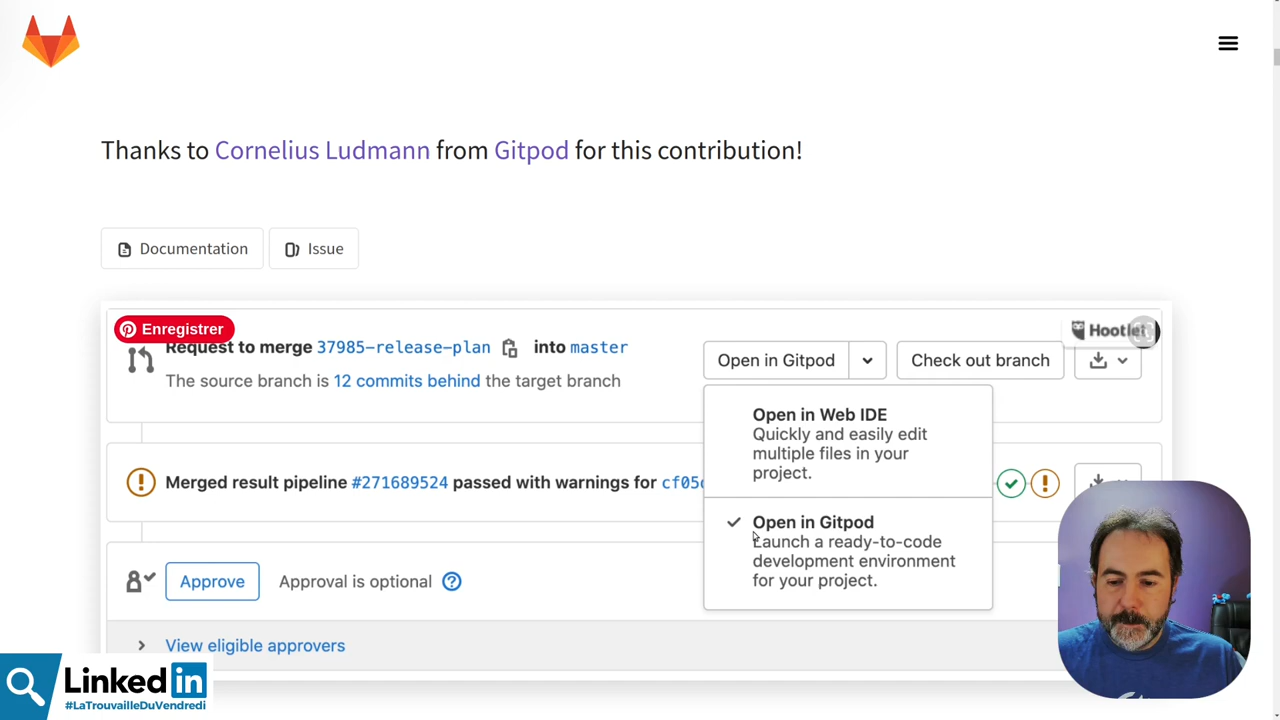 Thanks to Cornelius Ludmann from Gitpod for this contribution!
Documentation
Issue
Enregistrer
Request to merge 37985-release-plan into master
The source branch is 12 commits behind the target branch
Open in Gitpod
Check out branch
Open in Web IDE
Quickly and easily edit
multiple files in your
project.
Open in Gitpod
Launch a ready-to-code
development environment
for your project.
Merged result pipeline #271689524 passed with warnings for
Approve
Approval is optional
View eligible approvers
Linked in
#LaTrouvailleDuVendredi